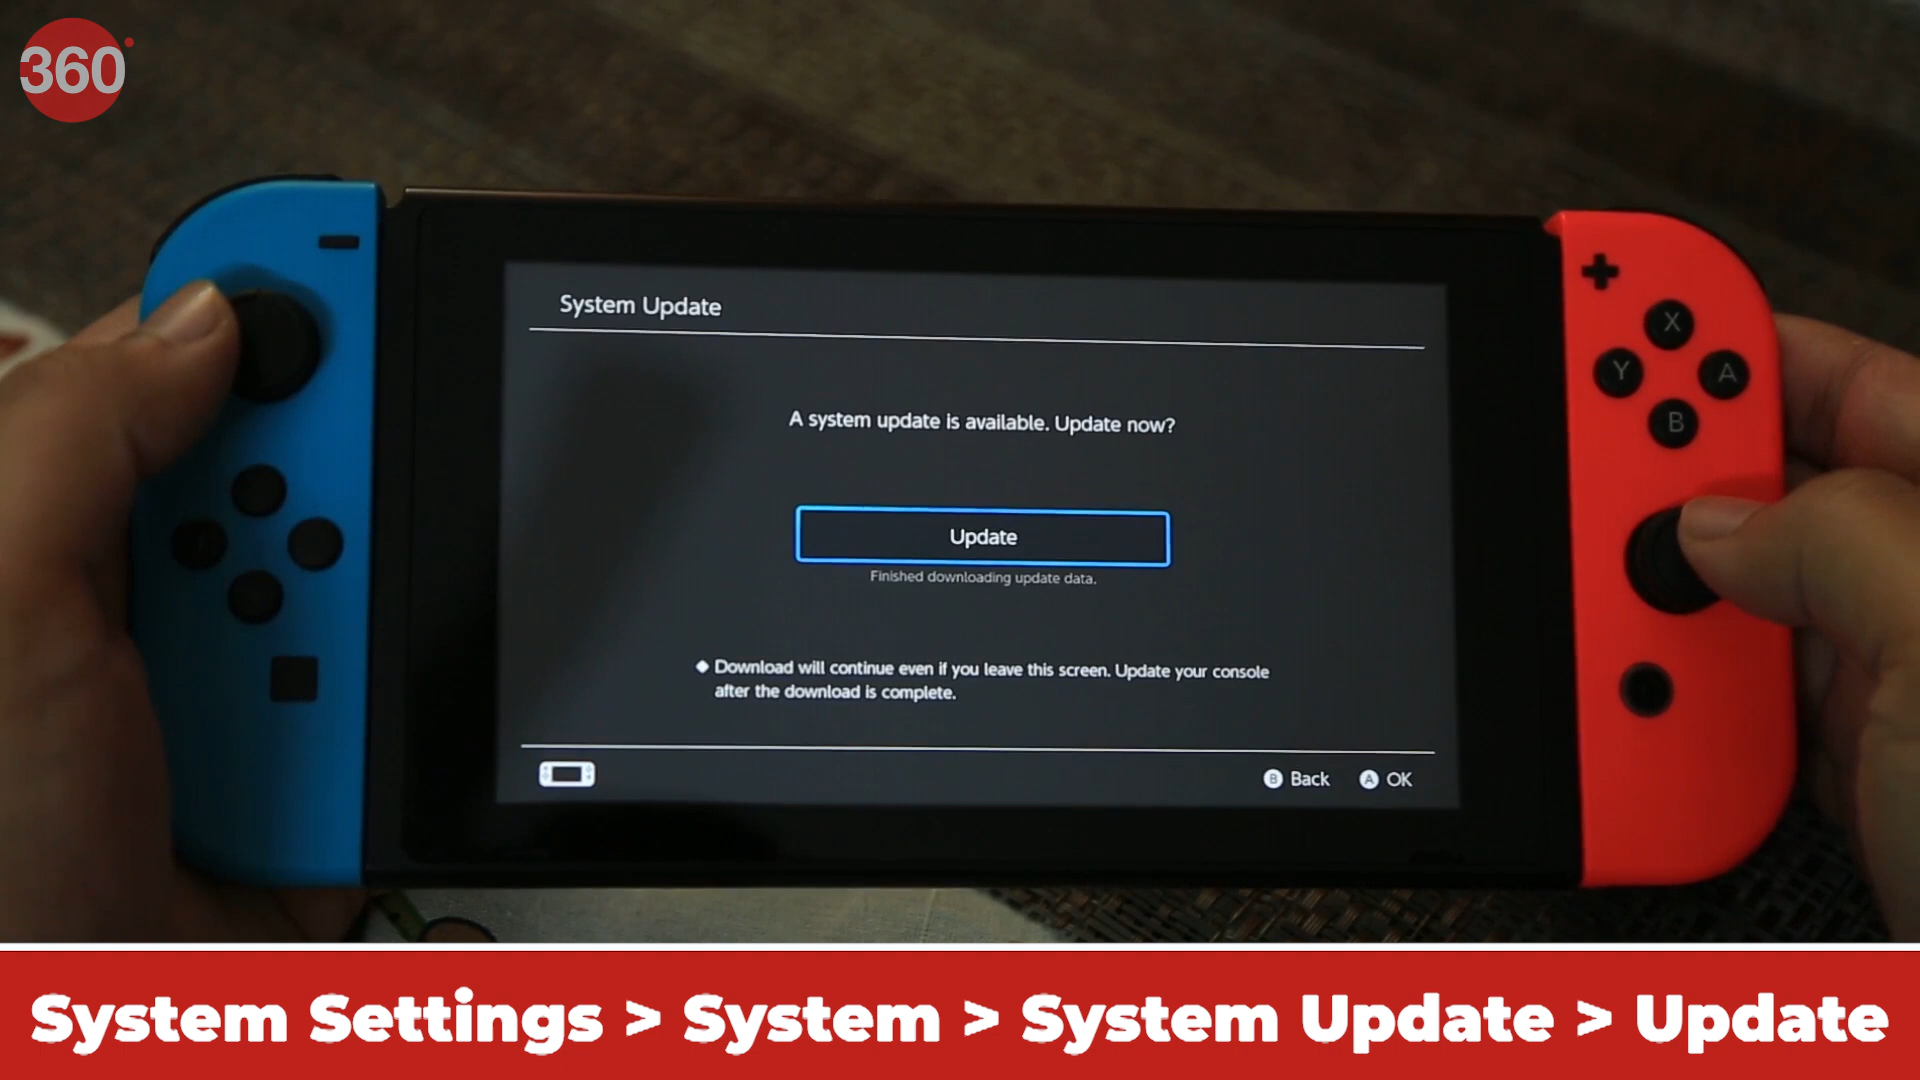 360
System Update
A system update is available. Update now?
Update
Finished downloading update data.
◆ Download will continue even if you leave this screen. Update your console
after the download is complete.
B Back A OK
X
Y A
B
System Settings > System > System Update > Update